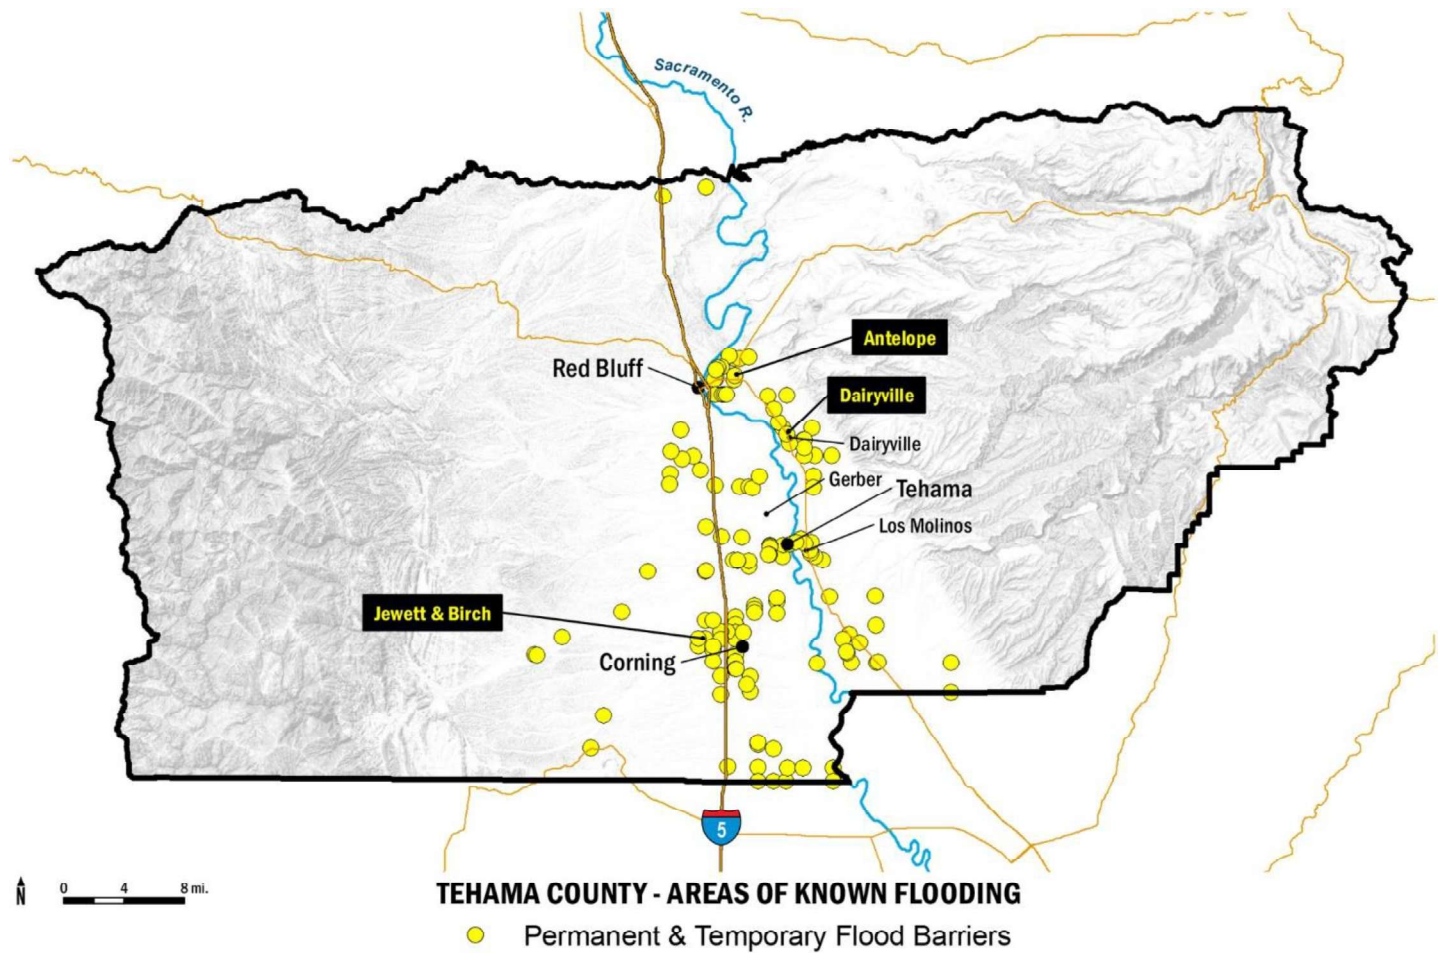 Sacramento R.
Antelope
Red Bluff
Dairyville
Dairyville
Gerber
Tehama
Los Molinos
Jewett & Birch
Corning
5
N
0 4 8 mi.
TEHAMA COUNTY - AREAS OF KNOWN FLOODING
Permanent & Temporary Flood Barriers